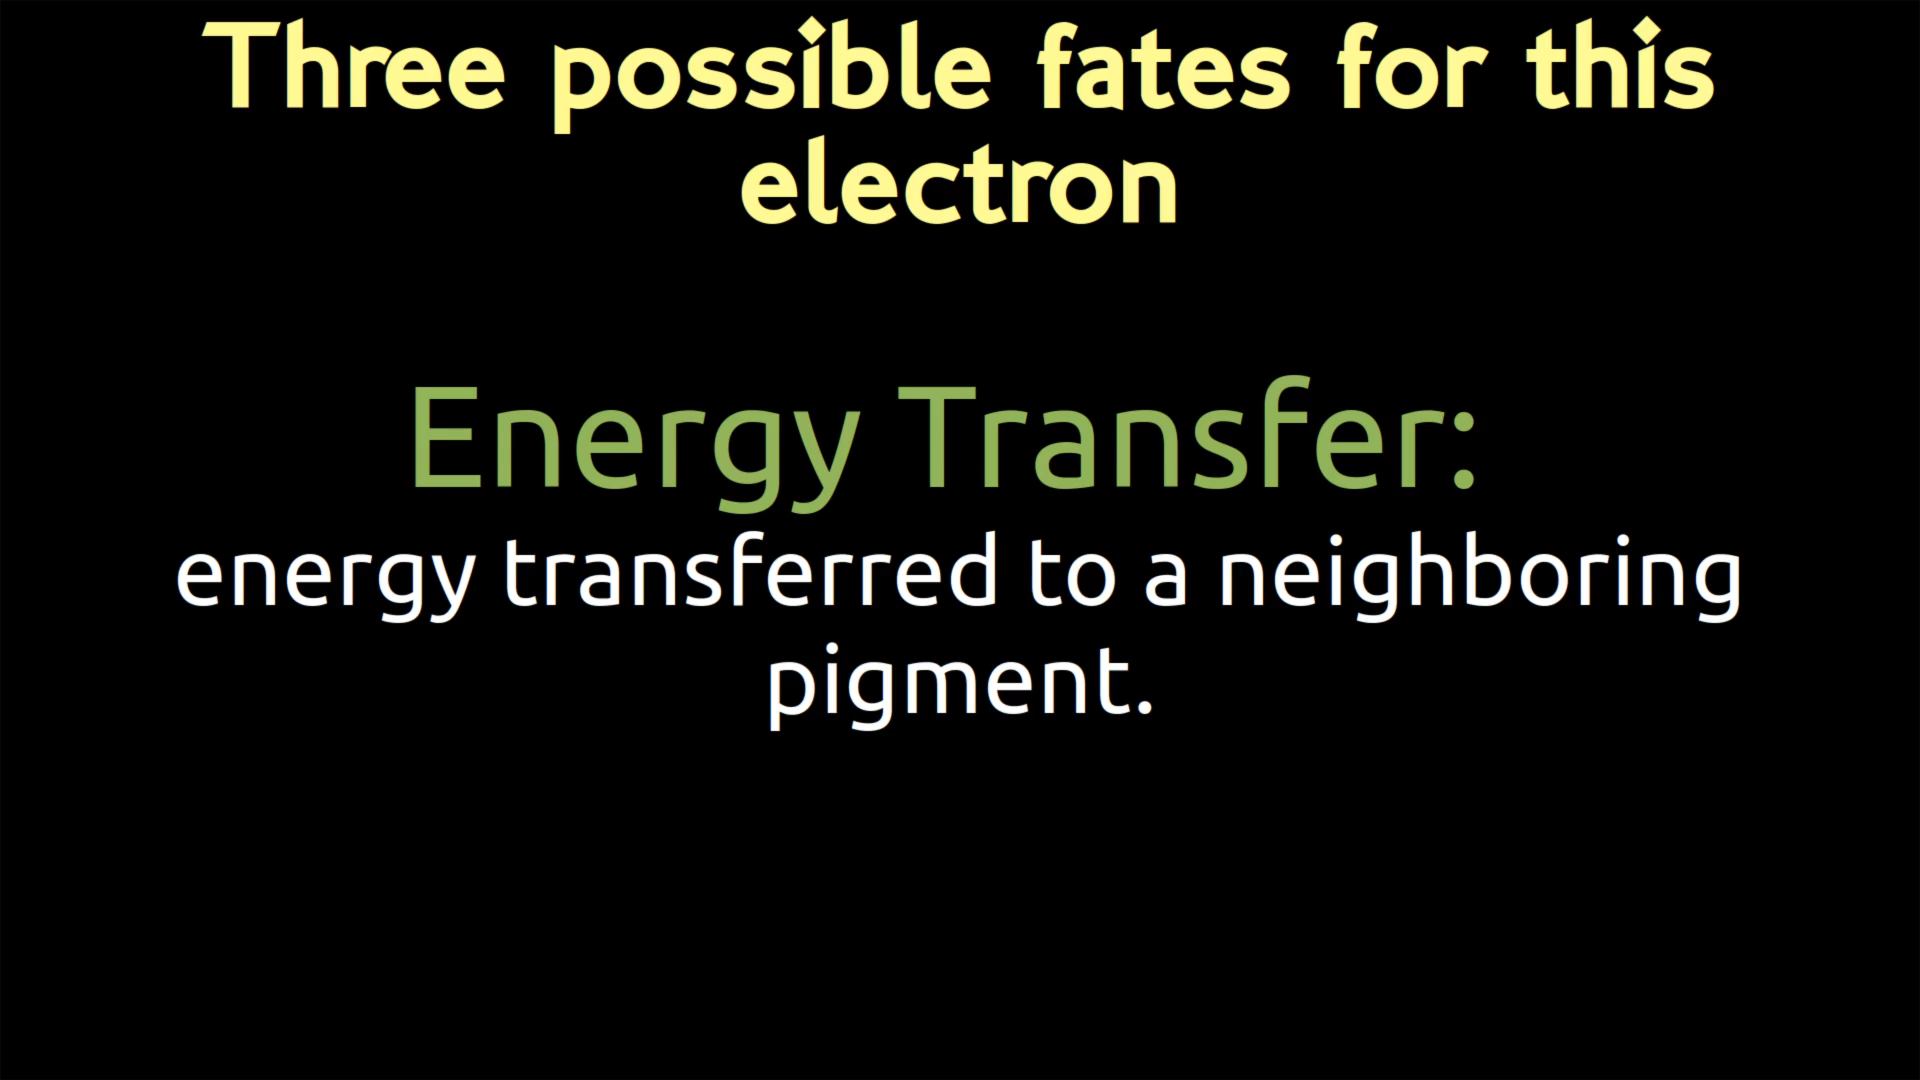 Three possible fates for this
electron
Energy Transfer:
energy transferred to a neighboring
pigment.